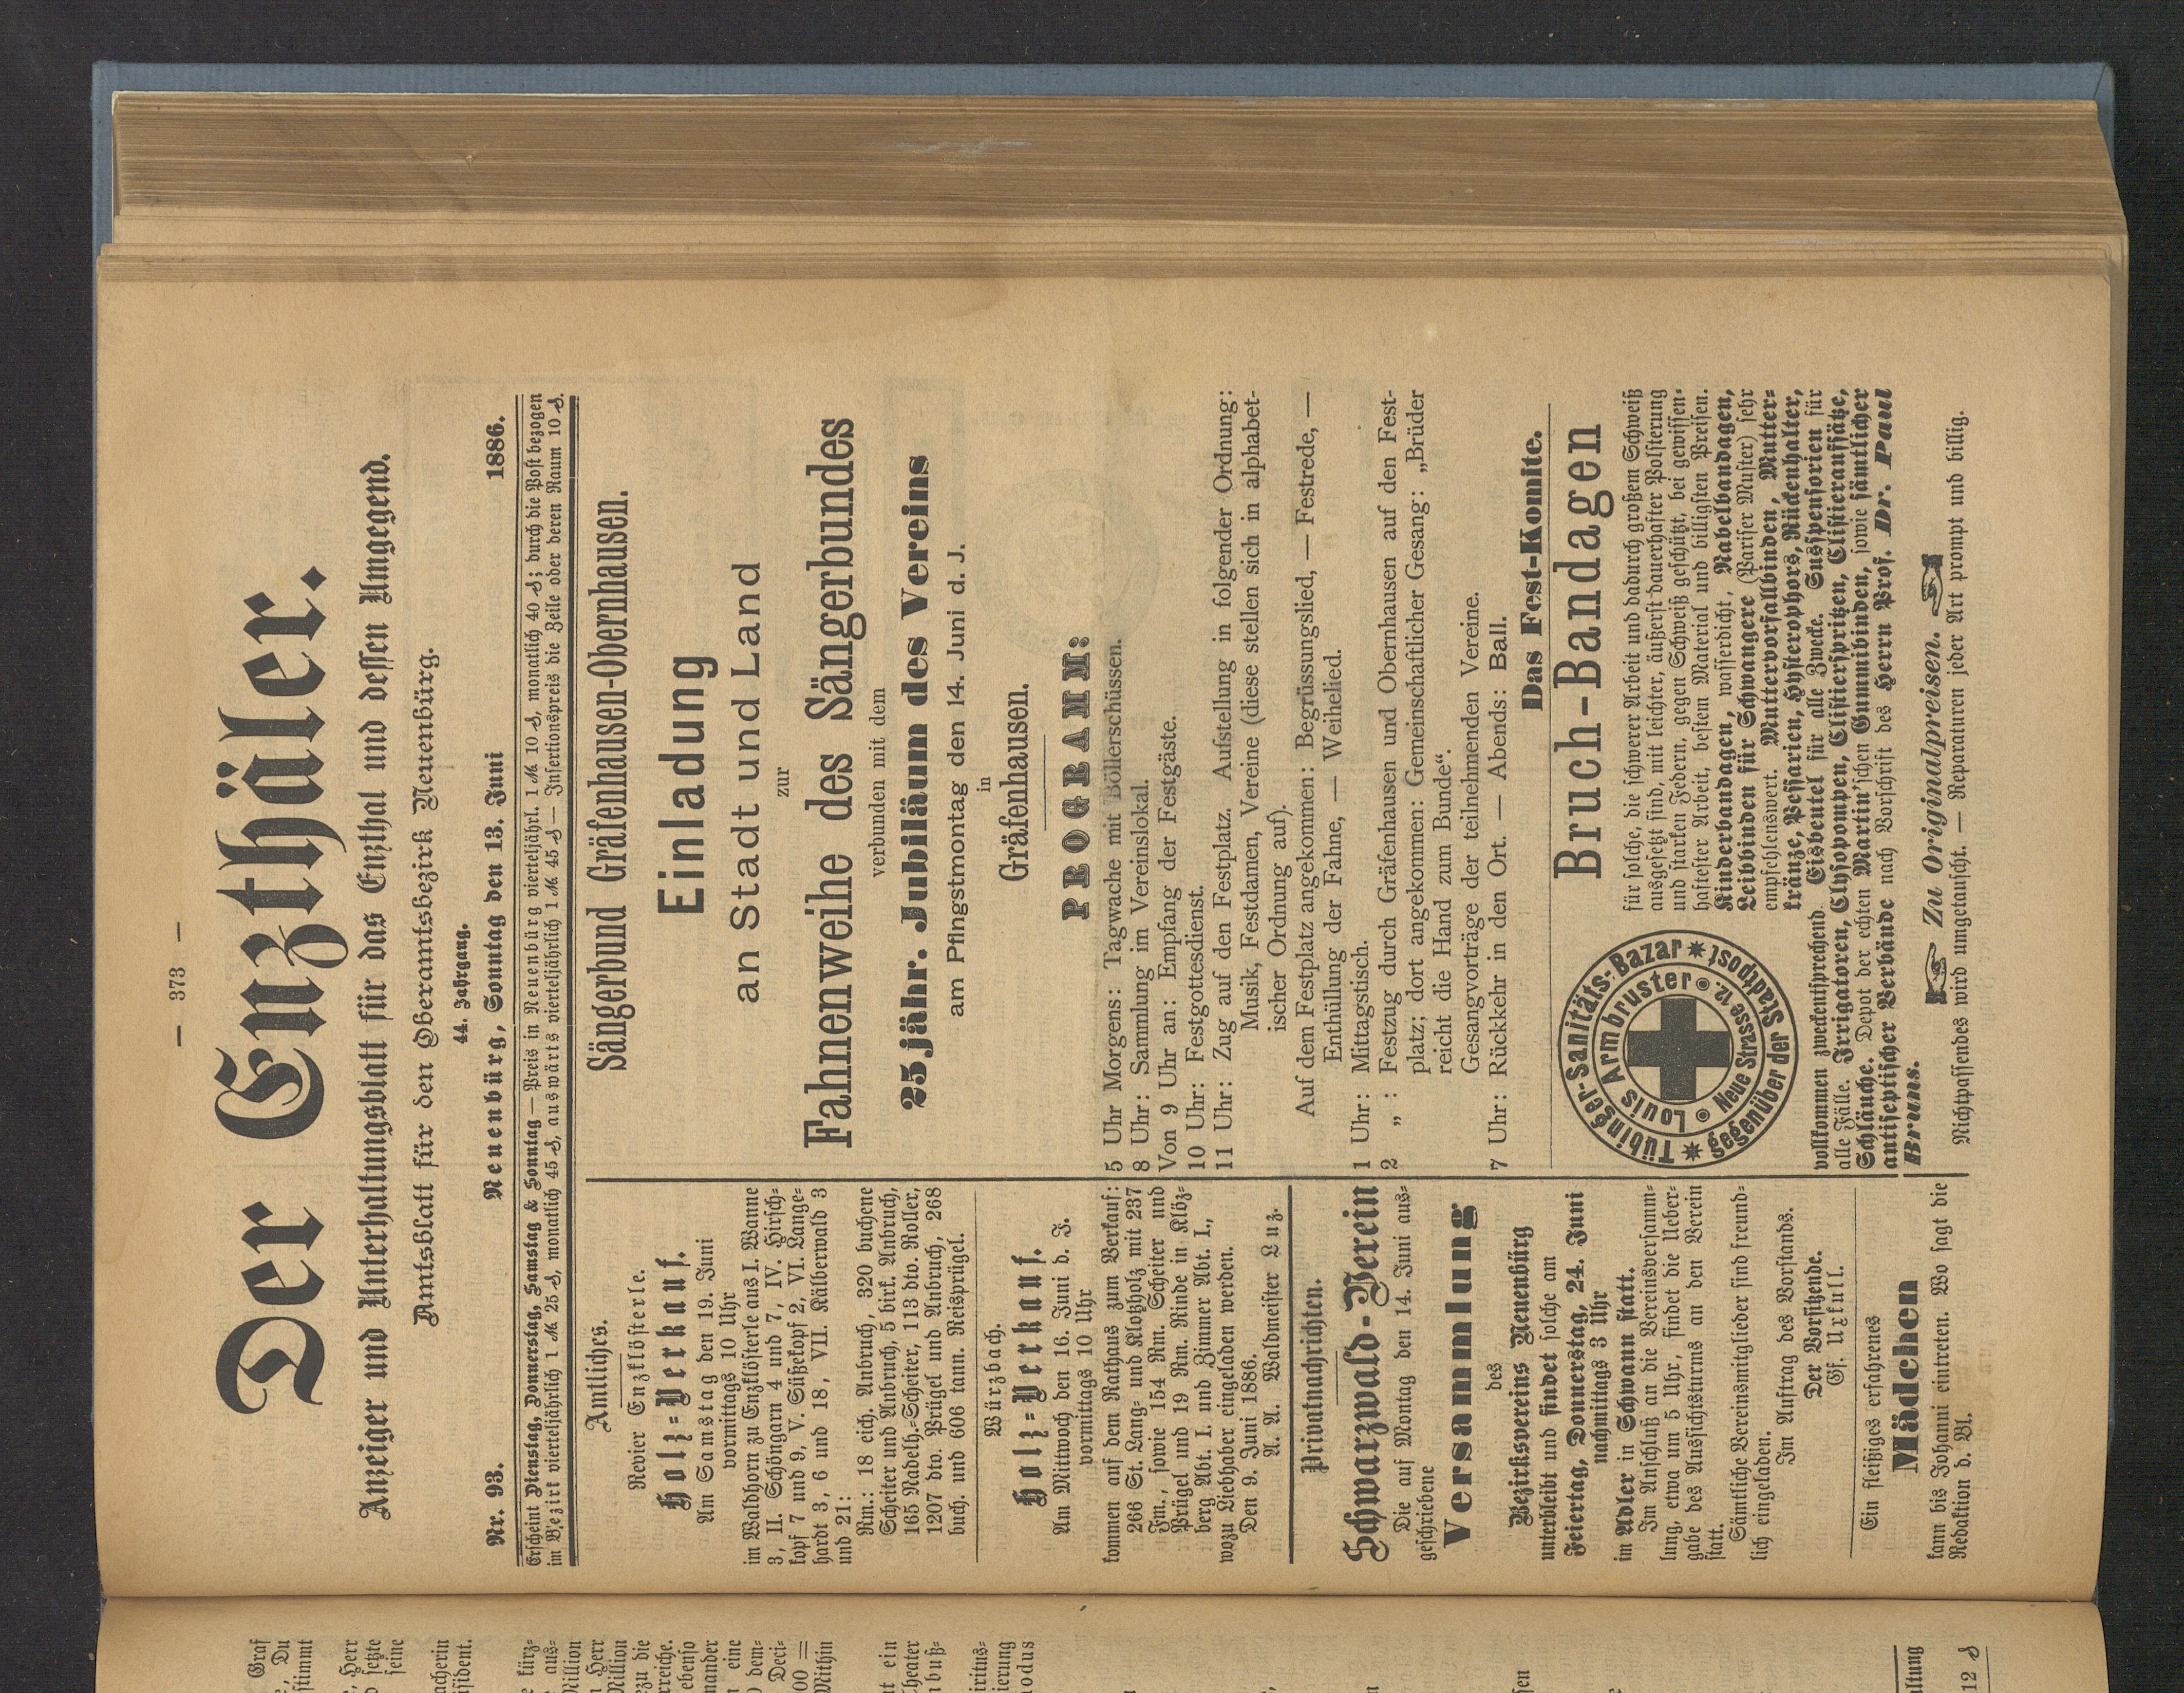 — 373 —
Der Enzthäler.
Anzeiger und Unterhaltungsblatt für das Enzthal und dessen Umgegend.
Amtsblatt für den Oberamtsbezirk Neuenbürg.
44. Jahrgang.
Nr. 93. Neuenbürg, Sonntag den 13. Juni 1886.
Erscheint Dienstag, Donnerstag, Samstag & Sonntag — Preis in Neuenbürg vierteljährl. 1 ℳ 10 ₰, monatlich 40 ₰; durch die Post bezogen
im Bezirk vierteljährlich 1 ℳ 25 ₰, monatlich 45 ₰, auswärts vierteljährlich 1 ℳ 45 ₰ — Insertionspreis die Zeile oder deren Raum 10 ₰.
Amtliches.
Revier Enzklösterle.
Holz=Verkauf.
Am Samstag den 19. Juni
vormittags 10 Uhr
im Waldhorn zu Enzklösterle aus I. Wanne
3, II. Schöngarn 4 und 7, IV. Hirsch=
kopf 7 und 9, V. Süßekopf 2, VI. Lange=
hardt 3, 6 und 18, VII. Kälberwald 3
und 21:
Rm.: 18 eich. Anbruch, 320 buchene
Scheiter und Anbruch, 5 birk. Anbruch,
165 Nadelh.=Scheiter, 113 dto. Roller,
1207 dto. Prügel und Anbruch, 268
buch. und 606 tann. Reisprügel.
Würzbach.
Holz=Verkauf.
Am Mittwoch den 16. Juni d. J.
vormittags 10 Uhr
kommen auf dem Rathaus zum Verkauf:
266 St. Lang= und Klotzholz mit 237
Fm., sowie 154 Rm. Scheiter und
Prügel und 19 Rm. Rinde in Klöz=
berg Abt. I. und Zimmer Abt. I.,
wozu Liebhaber eingeladen werden.
Den 9. Juni 1886.
A. A. Waldmeister Luz.
Privatnachrichten.
Schwarzwald-Verein
Die auf Montag den 14. Juni aus=
geschriebene
Versammlung
des
Bezirksvereins Neuenbürg
unterbleibt und findet solche am
Feiertag, Donnerstag, 24. Juni
nachmittags 3 Uhr
im Adler in Schwann statt.
Im Anschluß an die Vereinsversamm=
lung, etwa um 5 Uhr, findet die Ueber=
gabe des Aussichtsturms an den Verein
statt.
Sämtliche Vereinsmitglieder sind freund=
lich eingeladen.
Im Auftrag des Vorstands.
Der Vorsitzende.
Gf. Uxkull.
Ein fleißiges erfahrenes
Mädchen
kann bis Johanni eintreten. Wo sagt die
Redaktion d. Bl.
Sängerbund Gräfenhausen-Obernhausen.
Einladung
an Stadt und Land
zur
Fahnenweihe des Sängerbundes
verbunden mit dem
25jähr. Jubiläum des Vereins
am Pfingstmontag den 14. Juni d. J.
in
Gräfenhausen.
PROGRAMM:
5 Uhr Morgens: Tagwache mit Böllerschüssen.
8 Uhr: Sammlung im Vereinslokal.
Von 9 Uhr an: Empfang der Festgäste.
10 Uhr: Festgottesdienst.
11 Uhr: Zug auf den Festplatz. Aufstellung in folgender Ordnung:
Musik, Festdamen, Vereine (diese stellen sich in alphabet-
ischer Ordnung auf).
Auf dem Festplatz angekommen: Begrüssungslied, — Festrede, —
Enthüllung der Fahne, — Weihelied.
1 Uhr: Mittagstisch.
2 „ : Festzug durch Gräfenhausen und Obernhausen auf den Fest-
platz; dort angekommen: Gemeinschaftlicher Gesang: „Brüder
reicht die Hand zum Bunde“.
Gesangvorträge der teilnehmenden Vereine.
7 Uhr: Rückkehr in den Ort. — Abends: Ball.
Das Fest-Komite.
Tübinger-Sanitäts-Bazar
gegenüber der Stadtpost
Louis Armbruster
Neue Strasse 12.
Bruch-Bandagen
für solche, die schwerer Arbeit und dadurch großem Schweiß
ausgesetzt sind, mit leichter, äußerst dauerhafter Polsterung
und starken Federn, gegen Schweiß geschützt, bei gewissen=
haftester Arbeit, bestem Material und billigsten Preisen.
Kinderbandagen, wasserdicht, Nabelbandagen,
Leibbinden für Schwangere (Pariser Muster) sehr
empfehlenswert. Muttervorfallbinden, Mutter=
kränze, Pessarien, Hysterophors, Rückenhalter,
vollkommen zweckentsprechend. Eisbeutel für alle Zwecke. Suspensorien für
alle Fälle. Irrigatoren, Clysopompen, Clistierspritzen, Clistieraufsätze,
Schläuche. Depot der echten Martin'schen Gummibinden, sowie sämtlicher
antiseptischer Verbände nach Vorschrift des Herrn Prof. Dr. Paul
Bruns.
Zu Originalpreisen.
Nichtpassendes wird umgetauscht. — Reparaturen jeder Art prompt und billig.